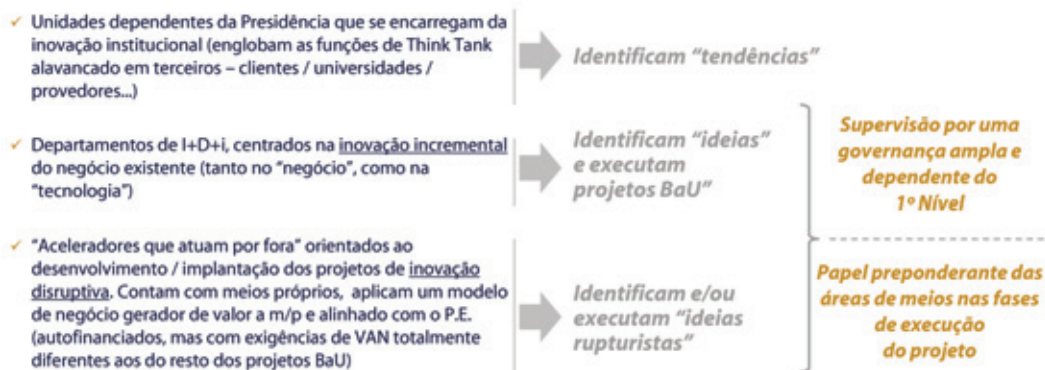 ✓ Unidades dependentes da Presidência que se encarregam da
inovação institucional (englobam as funções de Think Tank
alavancado em terceiros – clientes / universidades /
provedores...)
Identificam “tendências”
✓ Departamentos de I+D+i, centrados na inovação incremental
do negócio existente (tanto no “negócio”, como na
“tecnologia”)
Identificam “ideias”
e executam
projetos BaU”
Supervisão por uma
governança ampla e
dependente do
1º Nível
✓ “Aceleradores que atuam por fora” orientados ao
desenvolvimento / implantação dos projetos de inovação
disruptiva. Contam com meios próprios, aplicam um modelo
de negócio gerador de valor a m/p e alinhado com o P.E.
(autofinanciados, mas com exigências de VAN totalmente
diferentes aos do resto dos projetos BaU)
Identificam e/ou
executam “ideias
rupturistas”
Papel preponderante das
áreas de meios nas fases
de execução
do projeto